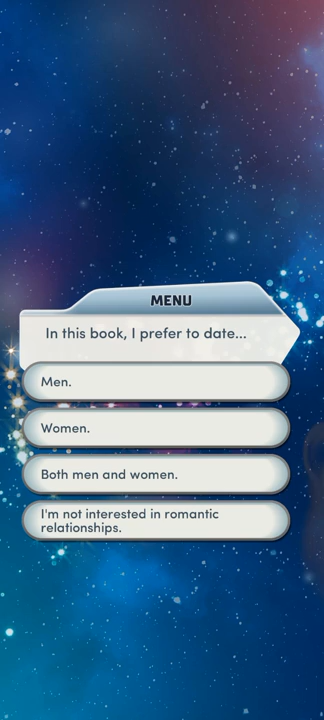 MENU
In this book, I prefer to date...
Men.
Women.
Both men and women.
I'm not interested in romantic
relationships.